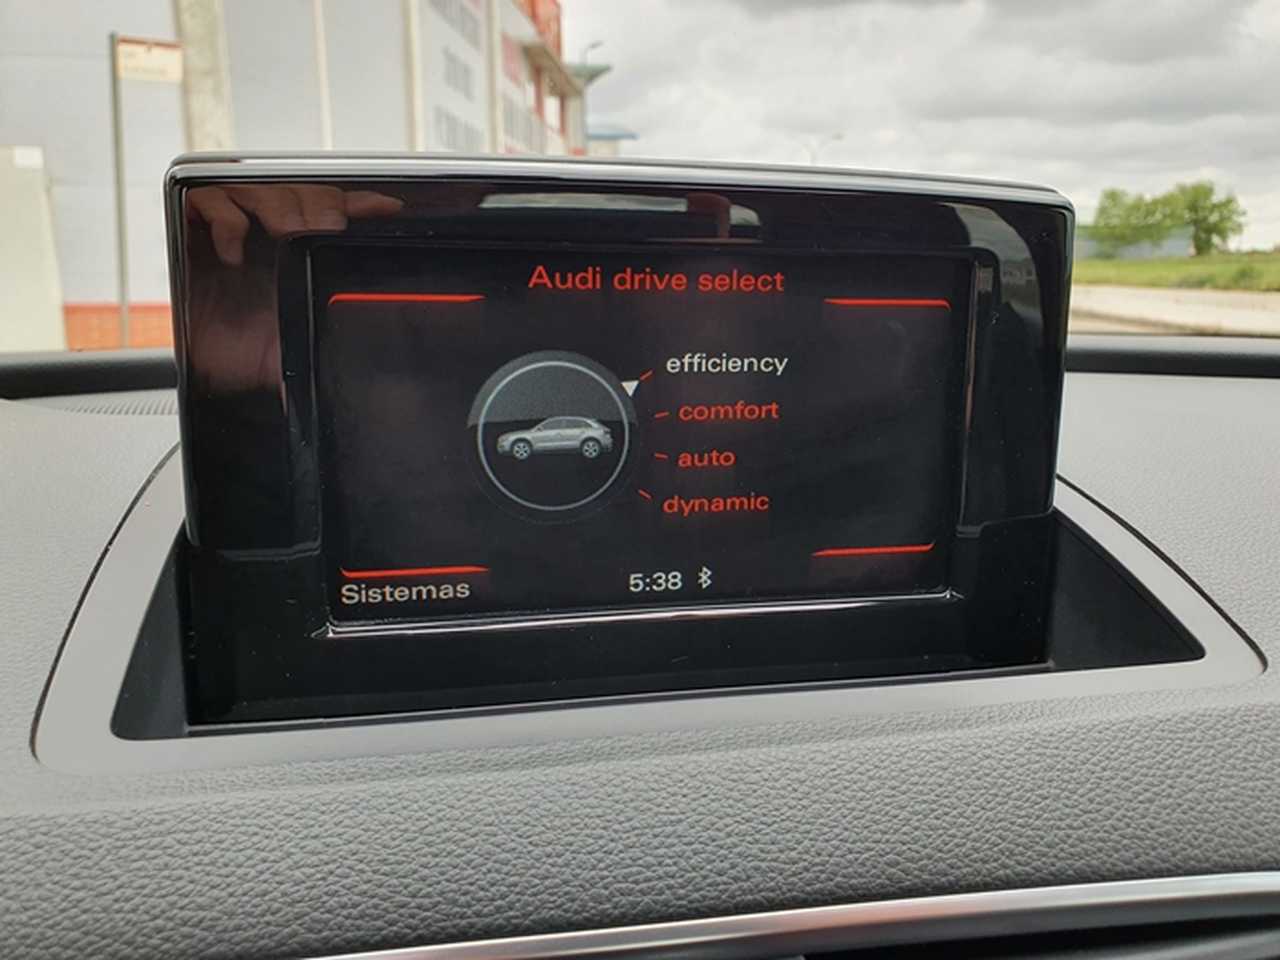 Audi drive select
efficiency
comfort
auto
dynamic
Sistemas
5:38